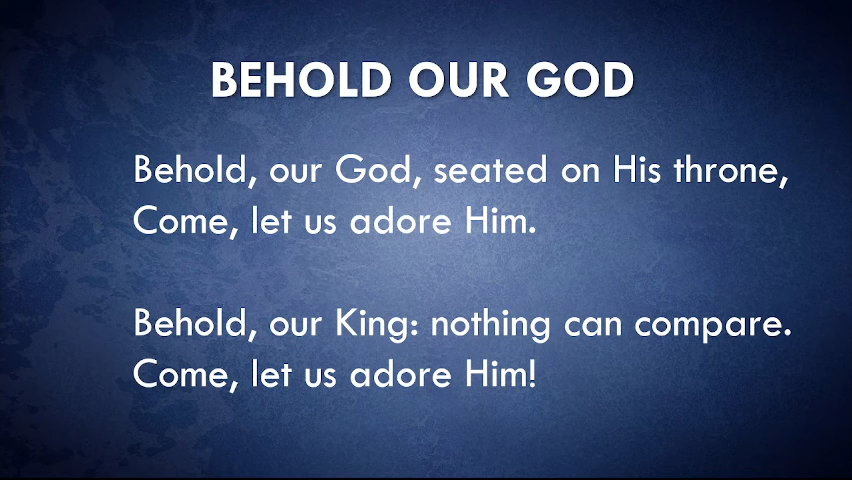 BEHOLD OUR GOD
Behold, our God, seated on His throne,
Come, let us adore Him.
Behold, our King: nothing can compare.
Come, let us adore Him!